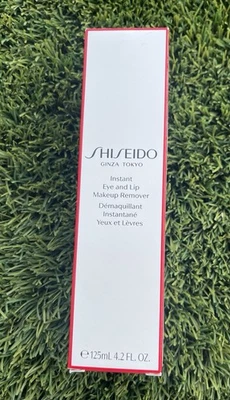 SHISEIDO
GINZA TOKYO
Instant
Eye and Lip
Makeup Remover
Démaquillant
Instantané
Yeux et Lèvres
℮125mL 4.2 FL. OZ.